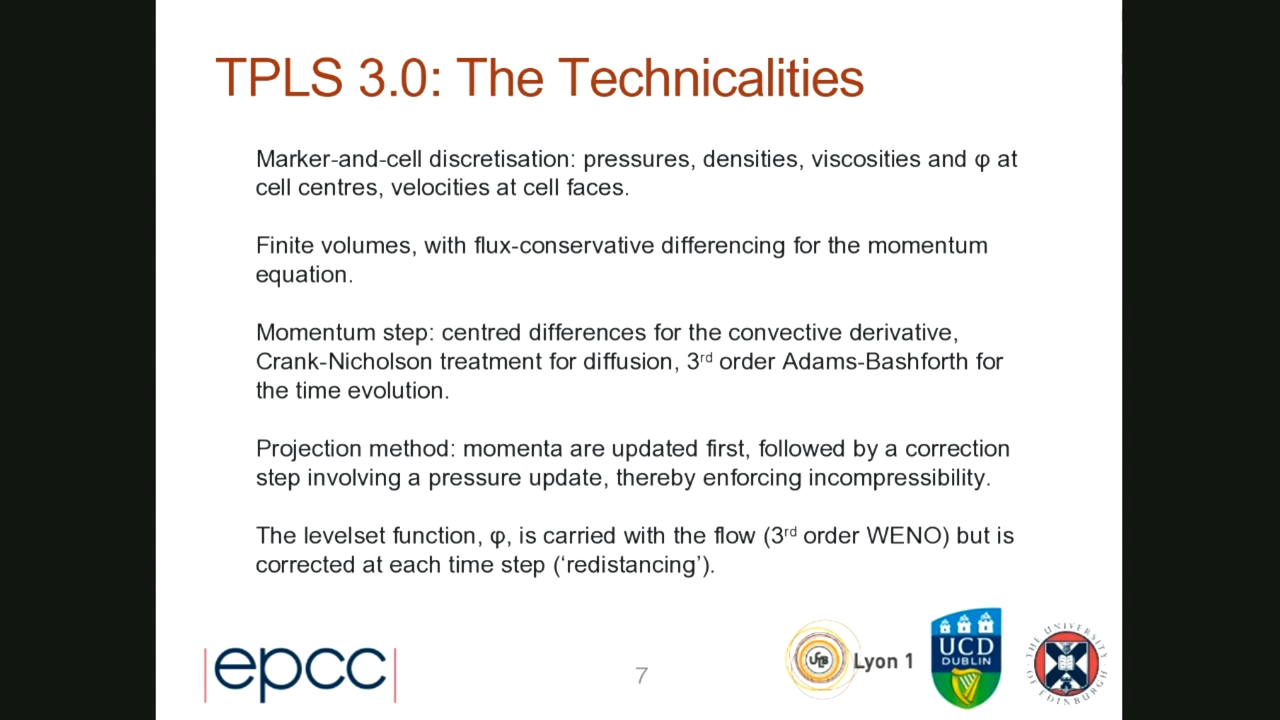 TPLS 3.0: The Technicalities
Marker-and-cell discretisation: pressures, densities, viscosities and φ at
cell centres, velocities at cell faces.
Finite volumes, with flux-conservative differencing for the momentum
equation.
Momentum step: centred differences for the convective derivative,
Crank-Nicholson treatment for diffusion, 3rd order Adams-Bashforth for
the time evolution.
Projection method: momenta are updated first, followed by a correction
step involving a pressure update, thereby enforcing incompressibility.
The levelset function, φ, is carried with the flow (3rd order WENO) but is
corrected at each time step (‘redistancing’).
epcc
7
Lyon 1
UCD
DUBLIN
THE UNIVERSITY
OF EDINBURGH